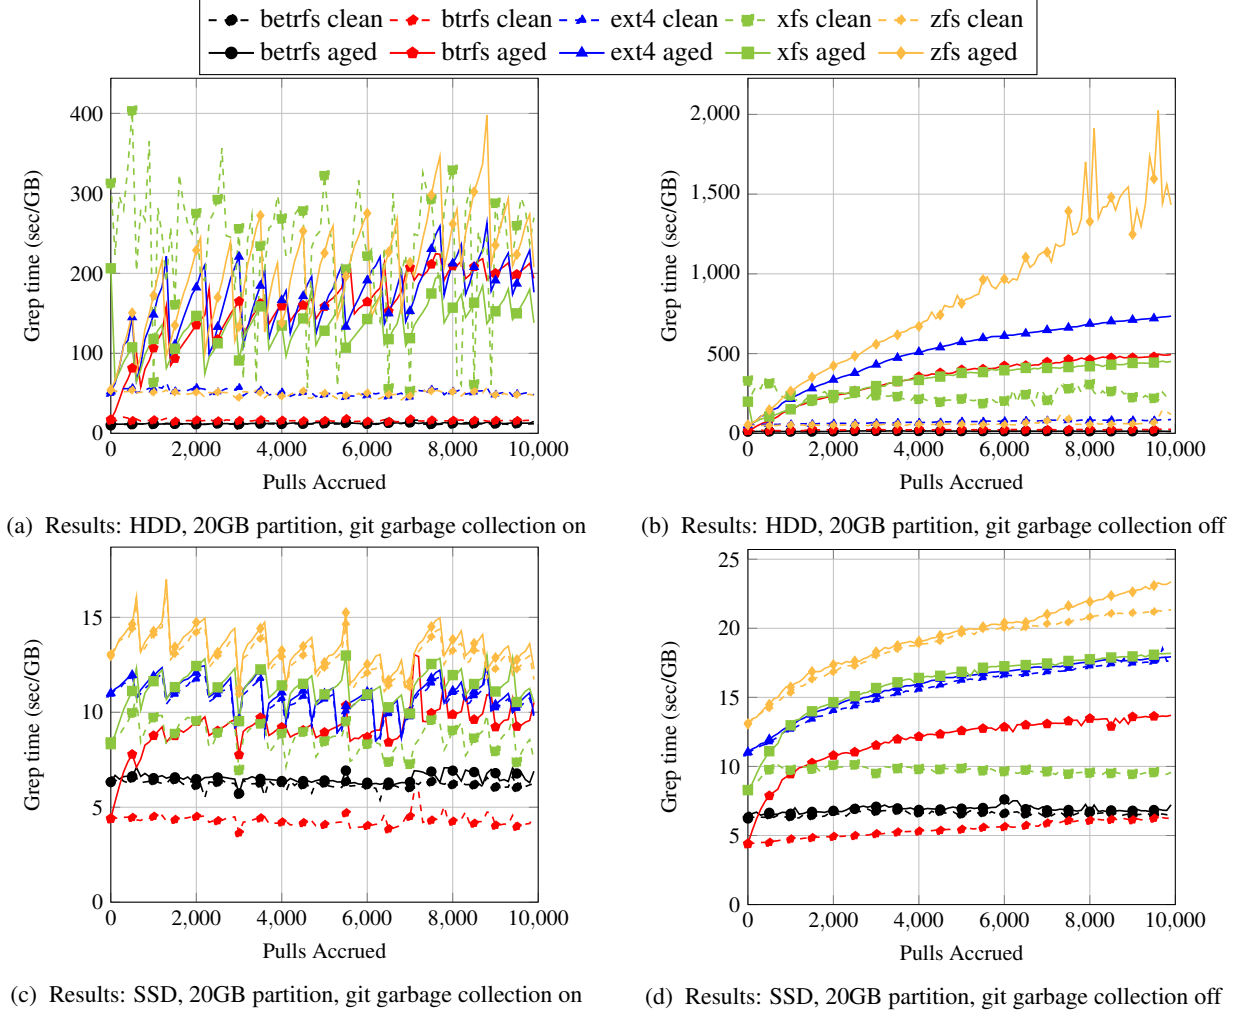 betrfs clean btrfs clean ext4 clean xfs clean zfs clean
betrfs aged btrfs aged ext4 aged xfs aged zfs aged
Grep time (sec/GB)
400
300
200
100
0
0 2,000 4,000 6,000 8,000 10,000
Pulls Accrued
(a) Results: HDD, 20GB partition, git garbage collection on
Grep time (sec/GB)
2,000
1,500
1,000
500
0
0 2,000 4,000 6,000 8,000 10,000
Pulls Accrued
(b) Results: HDD, 20GB partition, git garbage collection off
Grep time (sec/GB)
15
10
5
0
0 2,000 4,000 6,000 8,000 10,000
Pulls Accrued
(c) Results: SSD, 20GB partition, git garbage collection on
Grep time (sec/GB)
25
20
15
10
5
0
0 2,000 4,000 6,000 8,000 10,000
Pulls Accrued
(d) Results: SSD, 20GB partition, git garbage collection off